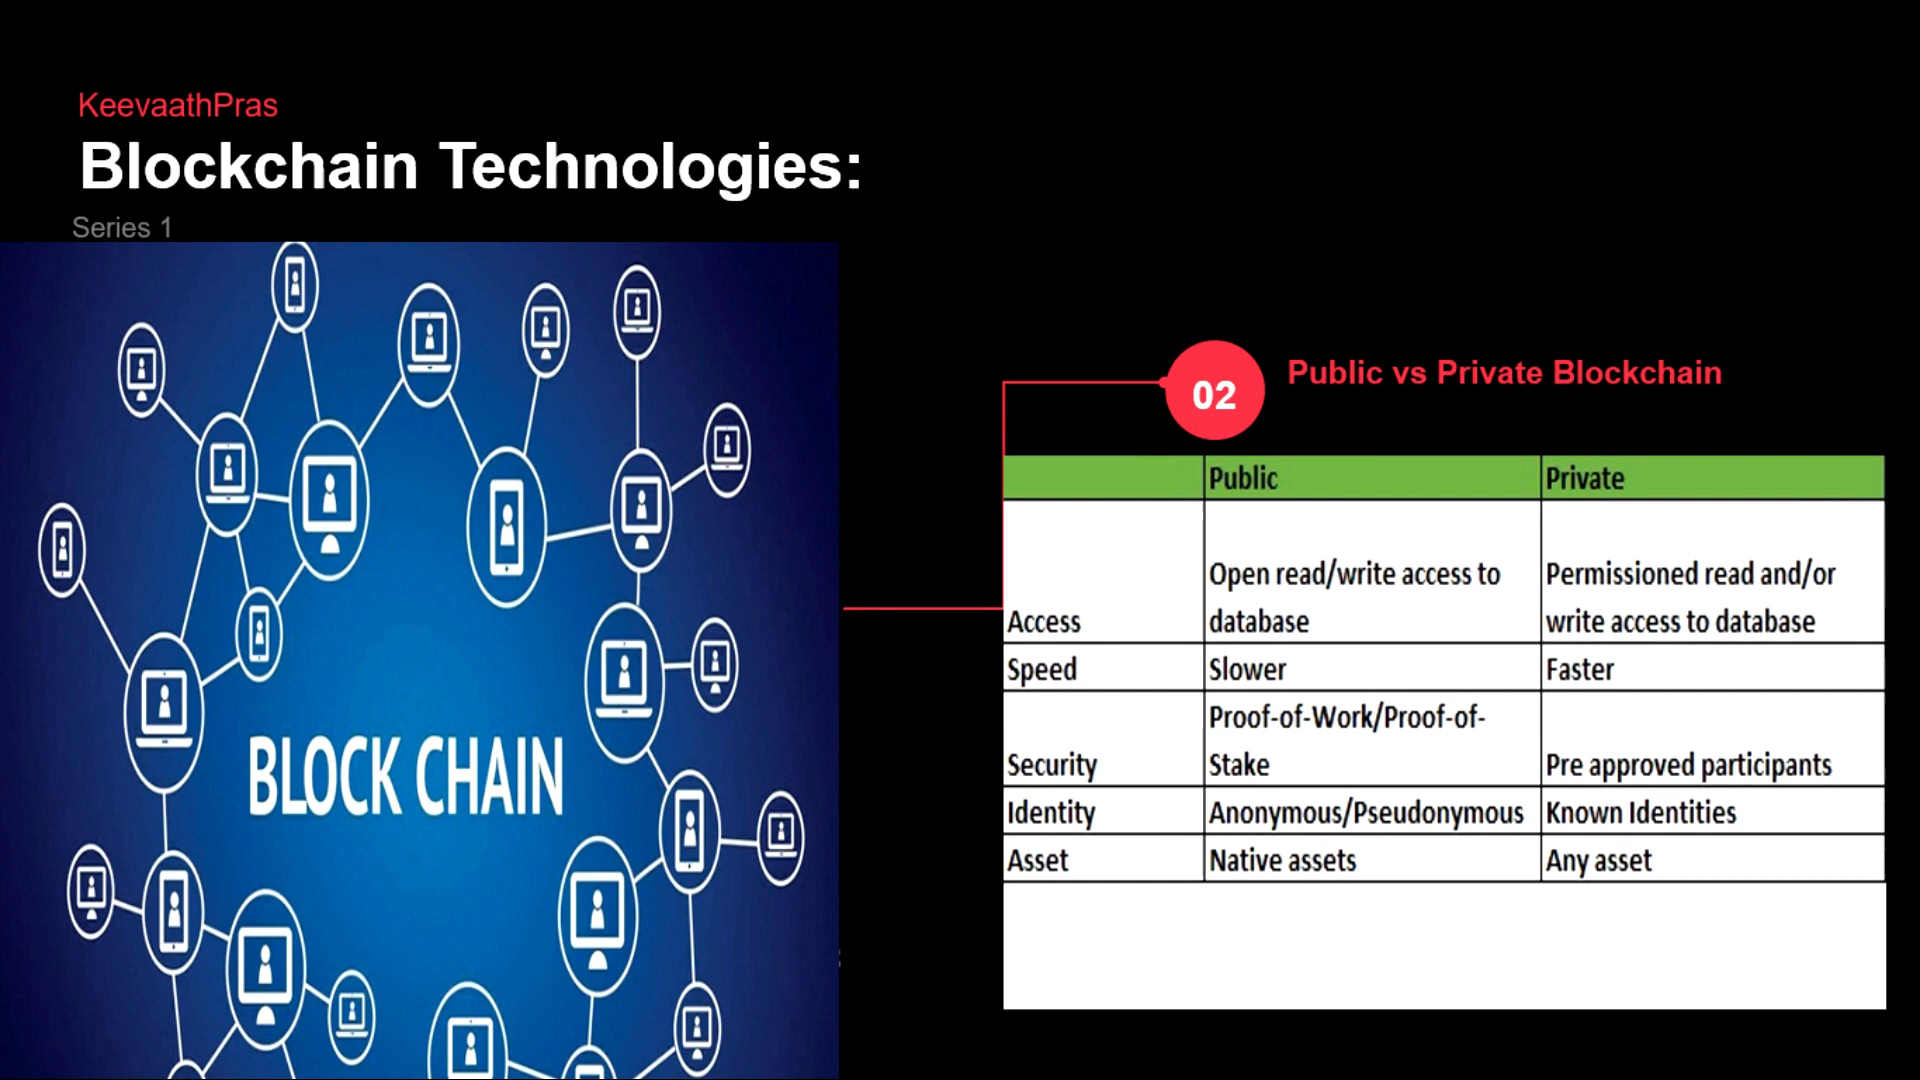 KeevaathPras
Blockchain Technologies:
Series 1
BLOCK CHAIN
02
Public vs Private Blockchain
Public Private
Access Open read/write access to database Permissioned read and/or write access to database
Speed Slower Faster
Security Proof-of-Work/Proof-of-Stake Pre approved participants
Identity Anonymous/Pseudonymous Known Identities
Asset Native assets Any asset